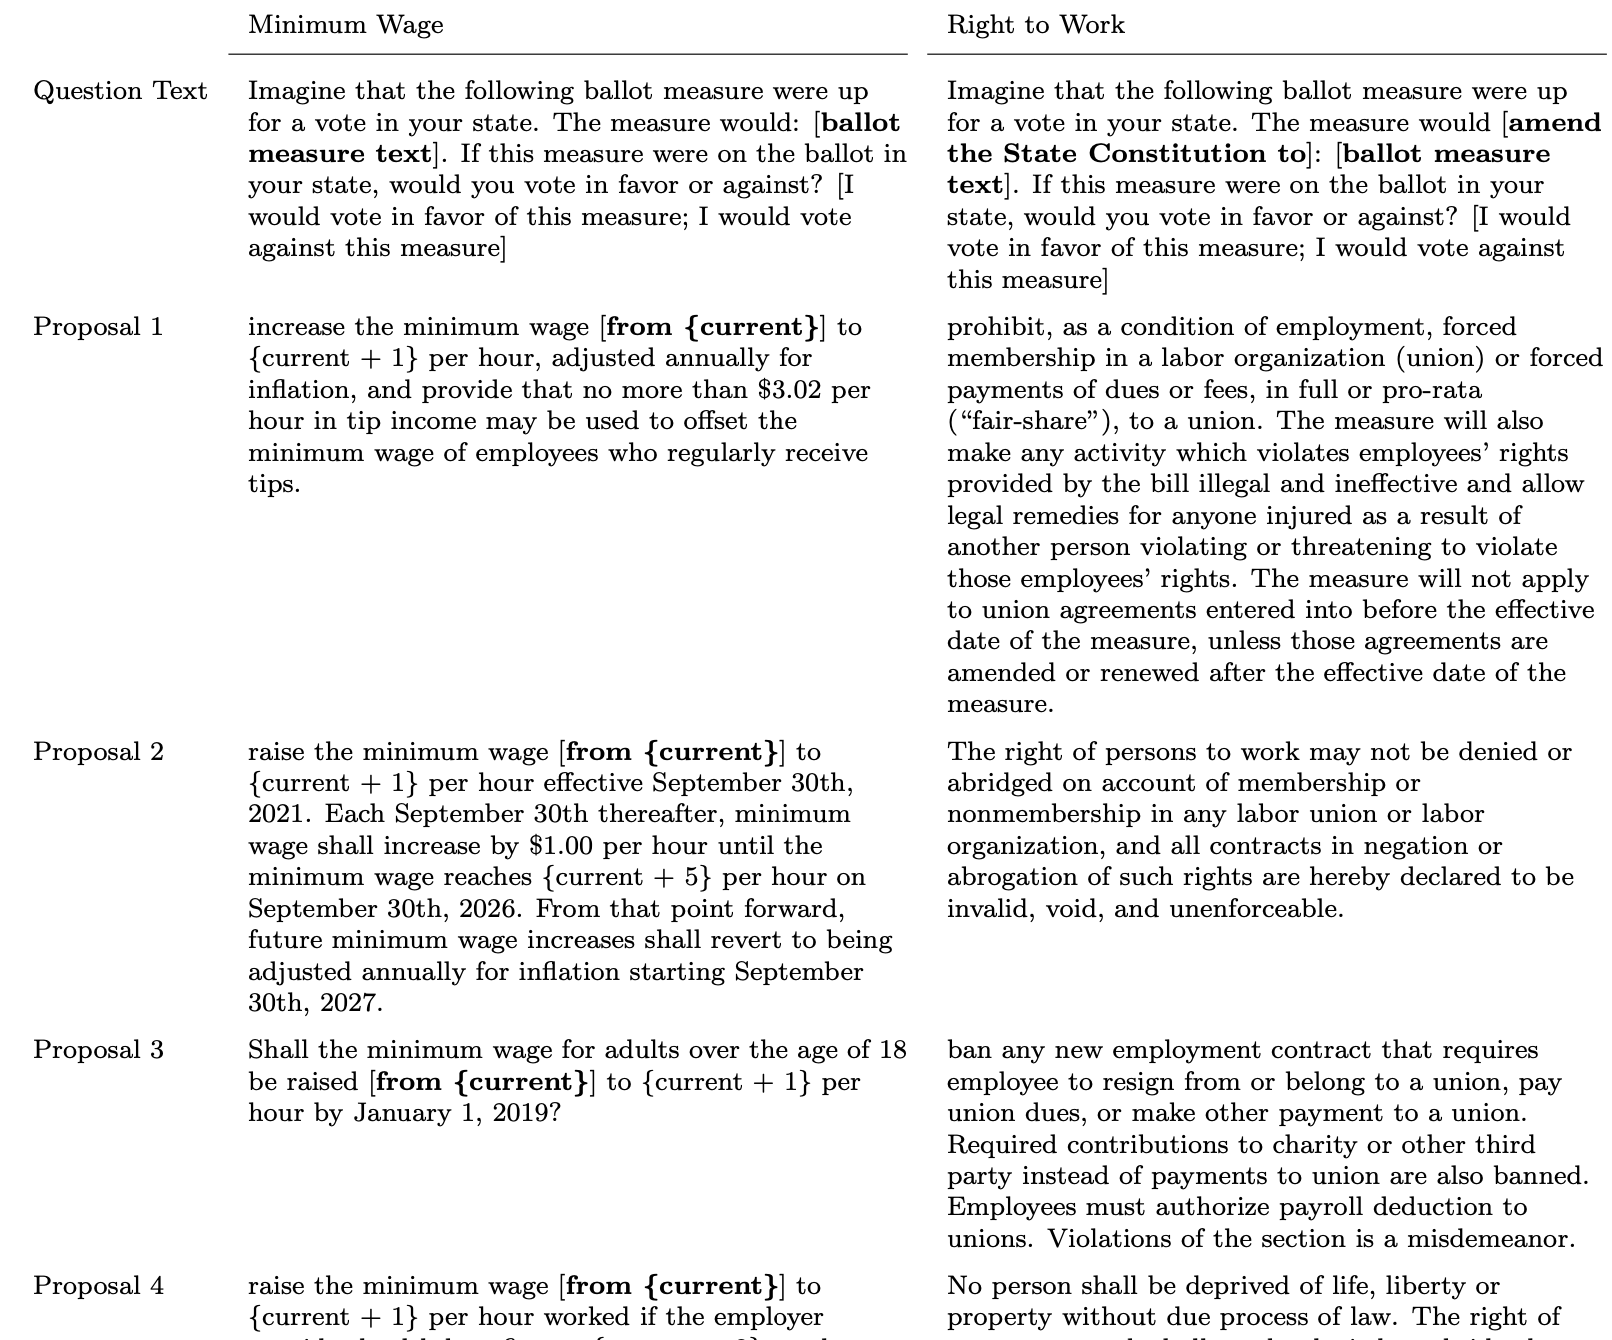 Minimum Wage
Right to Work
Question Text
Imagine that the following ballot measure were up
for a vote in your state. The measure would: [ballot
measure text]. If this measure were on the ballot in
your state, would you vote in favor or against? [I
would vote in favor of this measure; I would vote
against this measure]
Imagine that the following ballot measure were up
for a vote in your state. The measure would [amend
the State Constitution to]: [ballot measure
text]. If this measure were on the ballot in your
state, would you vote in favor or against? [I would
vote in favor of this measure; I would vote against
this measure]
Proposal 1
increase the minimum wage [from {current}] to
{current + 1} per hour, adjusted annually for
inflation, and provide that no more than $3.02 per
hour in tip income may be used to offset the
minimum wage of employees who regularly receive
tips.
prohibit, as a condition of employment, forced
membership in a labor organization (union) or forced
payments of dues or fees, in full or pro-rata
(“fair-share”), to a union. The measure will also
make any activity which violates employees’ rights
provided by the bill illegal and ineffective and allow
legal remedies for anyone injured as a result of
another person violating or threatening to violate
those employees’ rights. The measure will not apply
to union agreements entered into before the effective
date of the measure, unless those agreements are
amended or renewed after the effective date of the
measure.
Proposal 2
raise the minimum wage [from {current}] to
{current + 1} per hour effective September 30th,
2021. Each September 30th thereafter, minimum
wage shall increase by $1.00 per hour until the
minimum wage reaches {current + 5} per hour on
September 30th, 2026. From that point forward,
future minimum wage increases shall revert to being
adjusted annually for inflation starting September
30th, 2027.
The right of persons to work may not be denied or
abridged on account of membership or
nonmembership in any labor union or labor
organization, and all contracts in negation or
abrogation of such rights are hereby declared to be
invalid, void, and unenforceable.
Proposal 3
Shall the minimum wage for adults over the age of 18
be raised [from {current}] to {current + 1} per
hour by January 1, 2019?
ban any new employment contract that requires
employee to resign from or belong to a union, pay
union dues, or make other payment to a union.
Required contributions to charity or other third
party instead of payments to union are also banned.
Employees must authorize payroll deduction to
unions. Violations of the section is a misdemeanor.
Proposal 4
raise the minimum wage [from {current}] to
{current + 1} per hour worked if the employer
No person shall be deprived of life, liberty or
property without due process of law. The right of